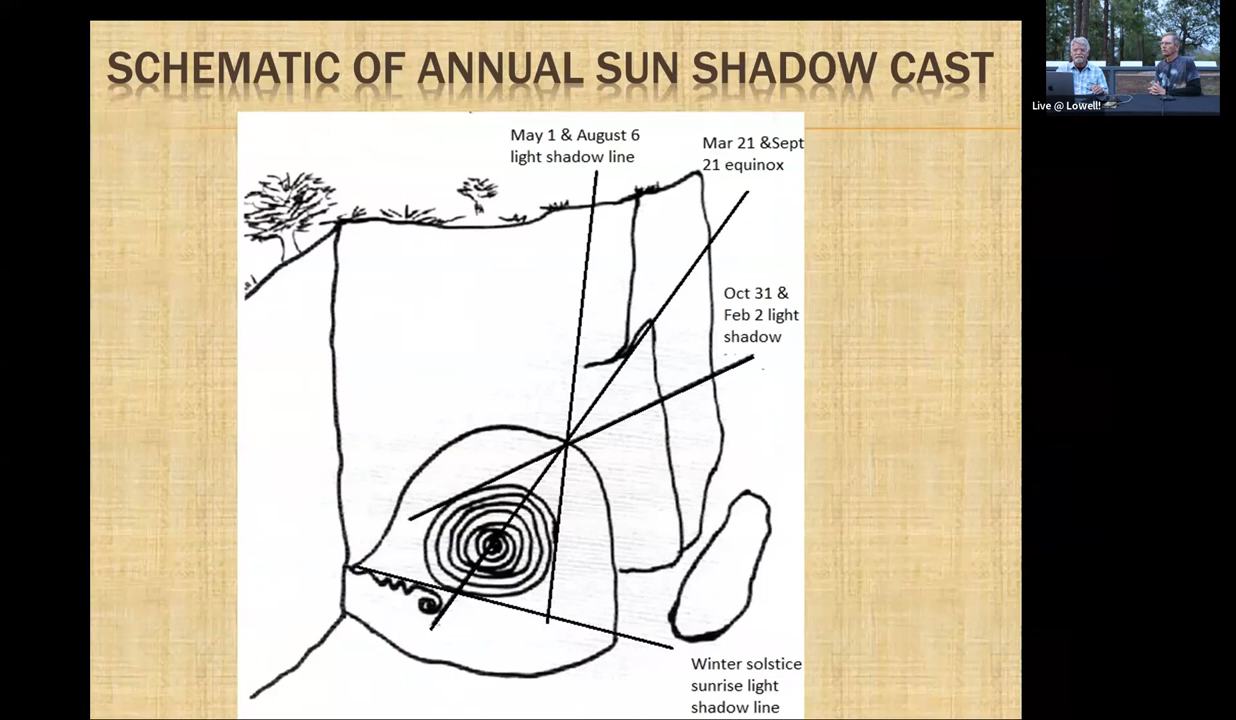 SCHEMATIC OF ANNUAL SUN SHADOW CAST
Live @ Lowell!
May 1 & August 6
light shadow line
Mar 21 &Sept
21 equinox
Oct 31 &
Feb 2 light
shadow
Winter solstice
sunrise light
shadow line